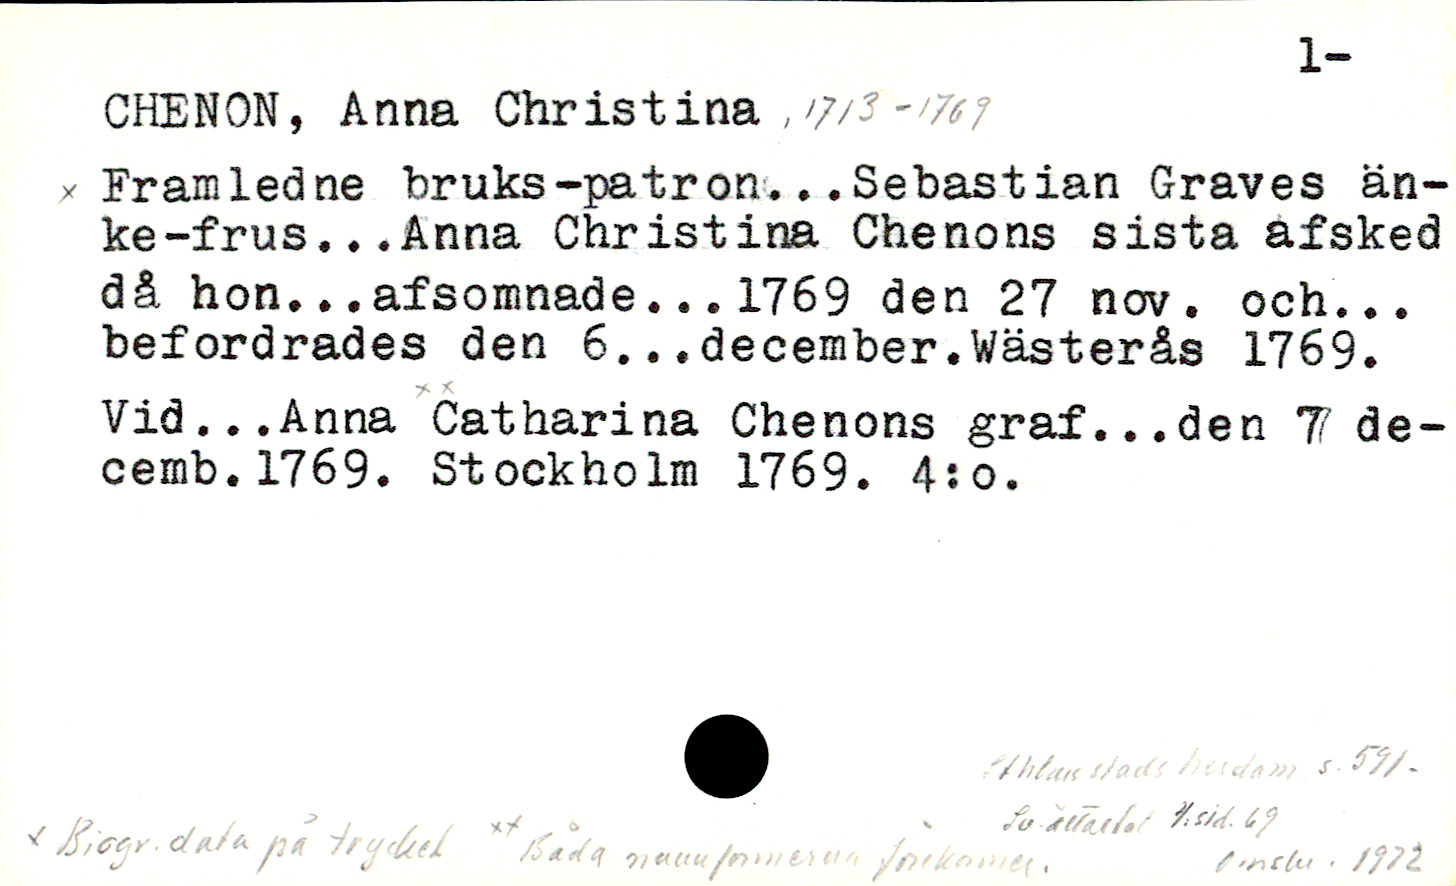 1-
CHENON, Anna Christina, 1713-1769
x Framledne bruks-patron...Sebastian Graves än-
ke-frus...Anna Christina Chenons sista afsked
då hon...afsomnade...1769 den 27 nov. och...
befordrades den 6...december.Wästerås 1769.
xx
Vid...Anna Catharina Chenons graf...den 7 de-
cemb.1769. Stockholm 1769. 4:o.
Sthlms stads herdam s. 591-
Sv. ättartal 4:sid. 69
x Biogr. data på trycket xx Båda namnformerna förekommer.
1972